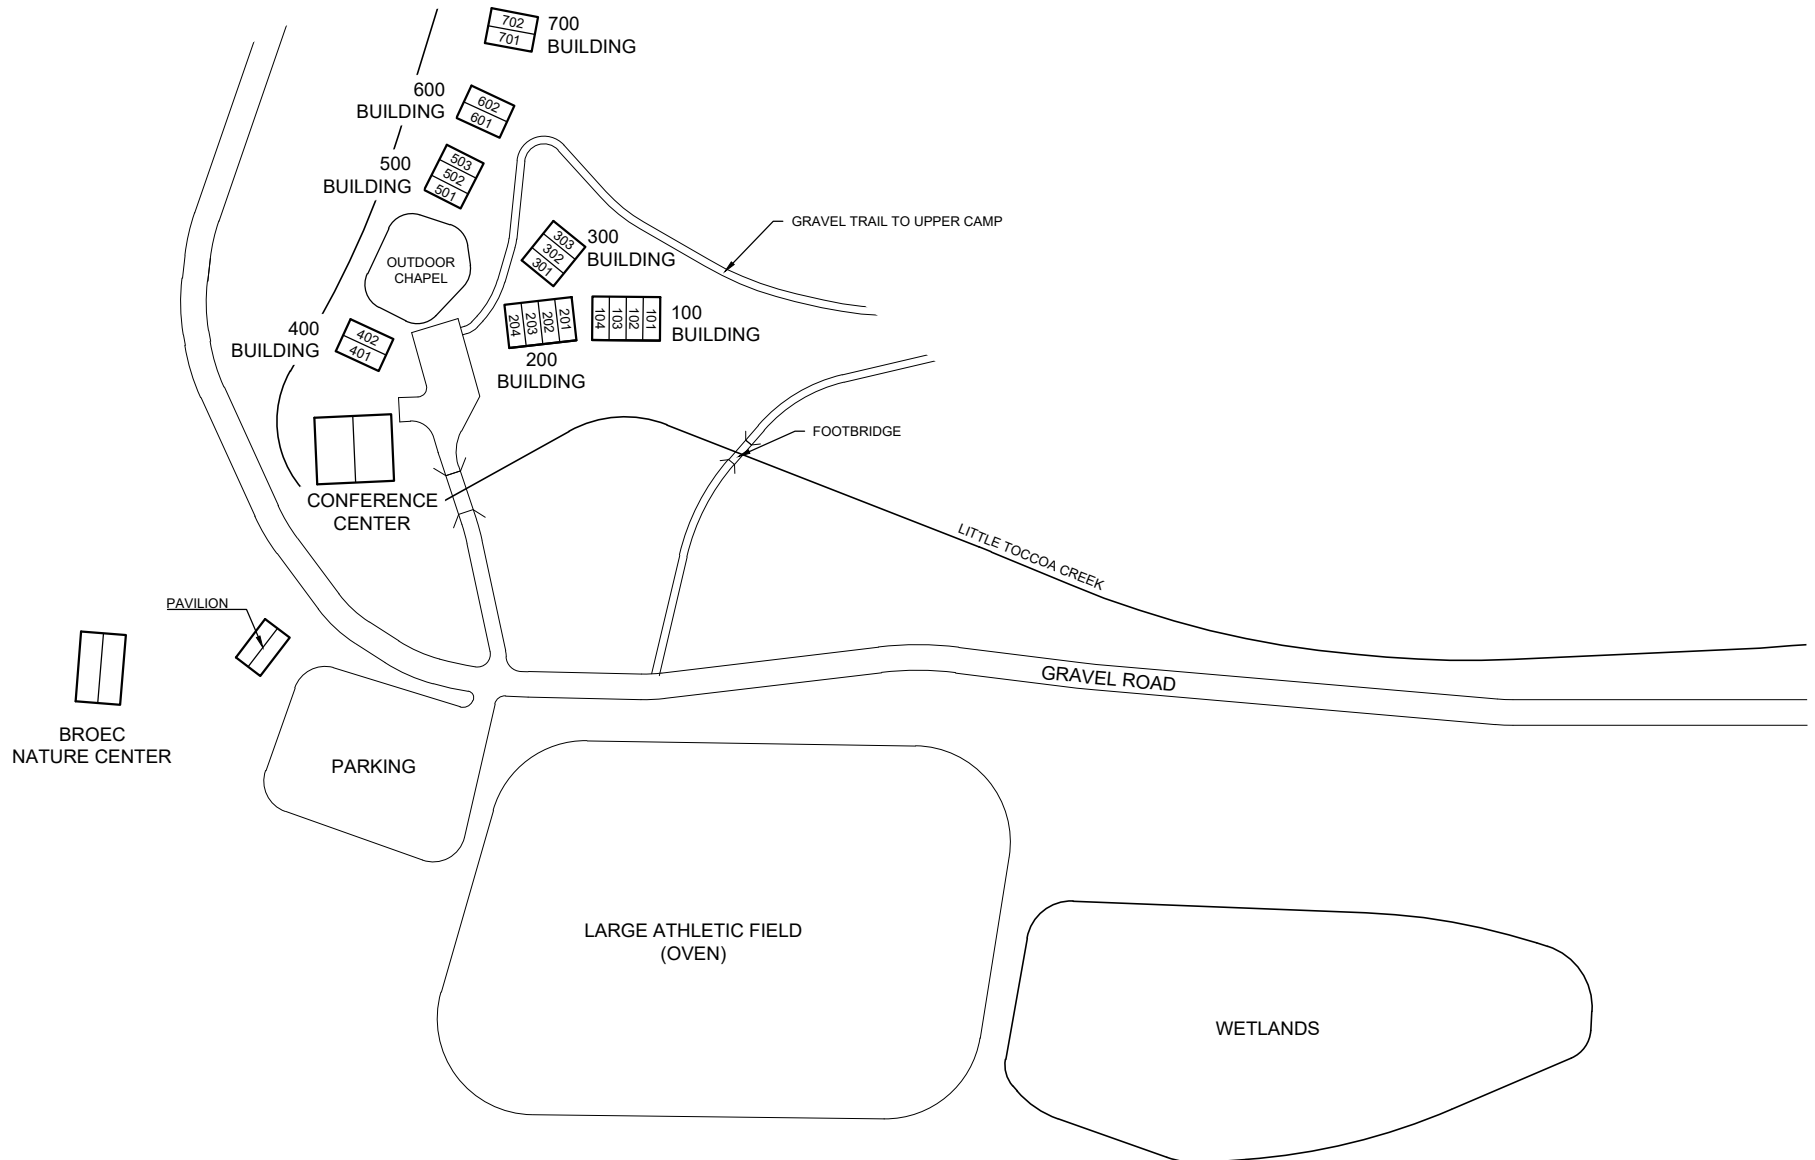 702
701
700
BUILDING
600
BUILDING
602
601
500
BUILDING
503
502
501
GRAVEL TRAIL TO UPPER CAMP
303
302
301
300
BUILDING
OUTDOOR
CHAPEL
204
203
202
201
104
103
102
101
100
BUILDING
400
BUILDING
402
401
200
BUILDING
FOOTBRIDGE
CONFERENCE
CENTER
LITTLE TOCCOA CREEK
PAVILION
GRAVEL ROAD
BROEC
NATURE CENTER
PARKING
LARGE ATHLETIC FIELD
(OVEN)
WETLANDS